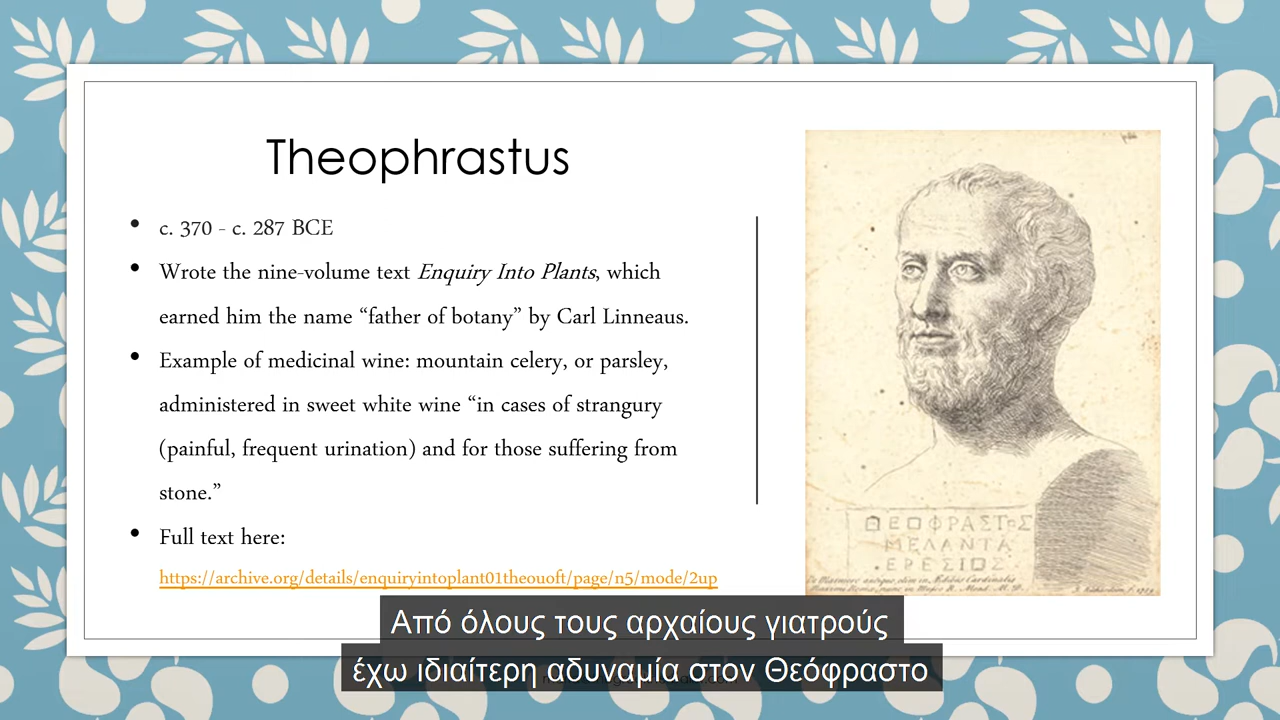 Theophrastus
• c. 370 - c. 287 BCE
• Wrote the nine-volume text Enquiry Into Plants, which
earned him the name “father of botany” by Carl Linneaus.
• Example of medicinal wine: mountain celery, or parsley,
administered in sweet white wine “in cases of strangury
(painful, frequent urination) and for those suffering from
stone.”
• Full text here:
https://archive.org/details/enquiryintoplant01theouoft/page/n5/mode/2up
ΘΕΟΦΡΑΣΤΟΣ
ΜΕΛΑΝΤΑ
ΕΡΕΣΙΟΣ
Από όλους τους αρχαίους γιατρούς
έχω ιδιαίτερη αδυναμία στον Θεόφραστο